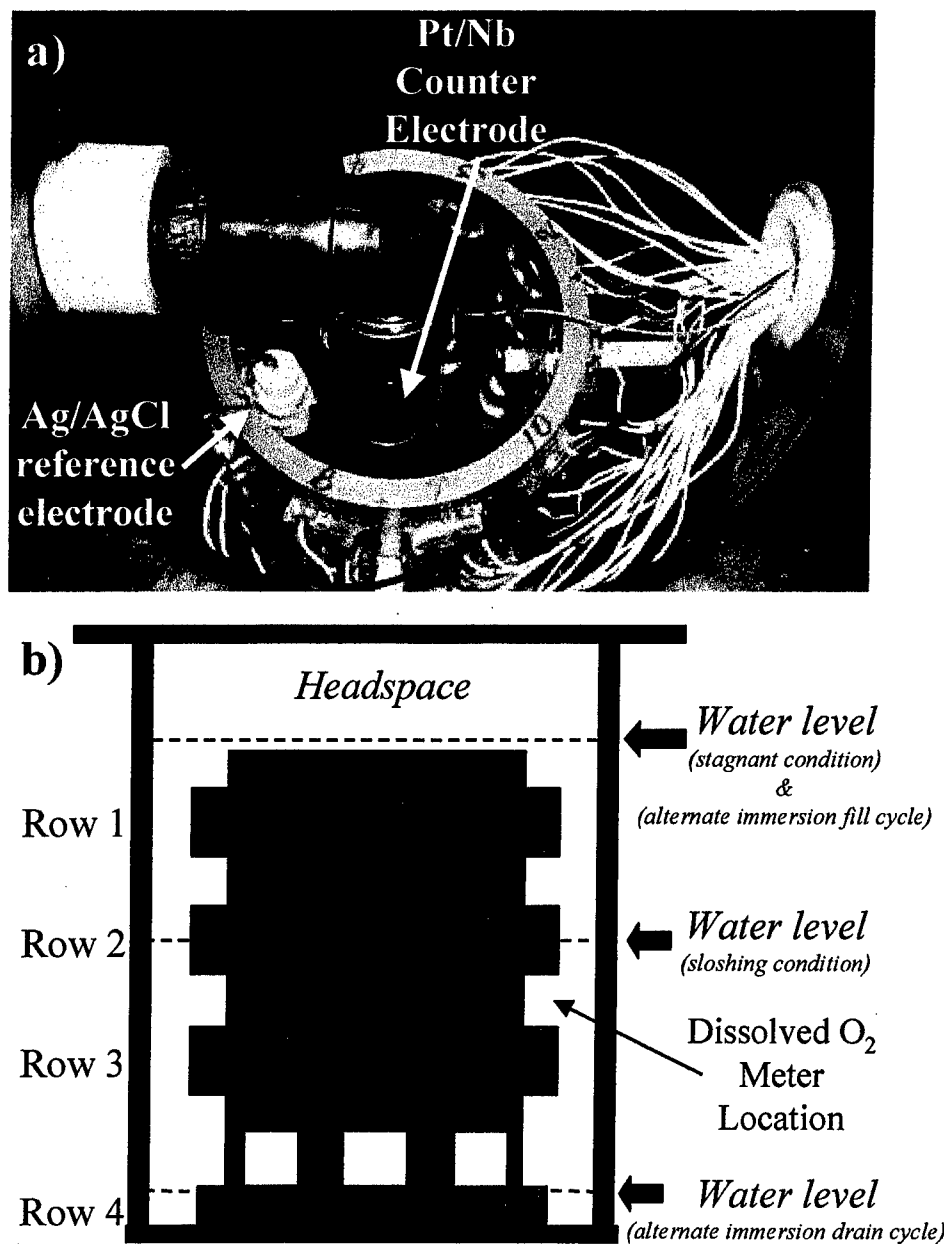 a)
Pt/Nb
Counter
Electrode
10
Ag/AgCl
reference
electrode
b)
Headspace
Water level
(stagnant condition)
&
(alternate immersion fill cycle)
Row 1
Row 2
Water level
(sloshing condition)
Dissolved O₂
Meter
Location
Row 3
Row 4
Water level
(alternate immersion drain cycle)